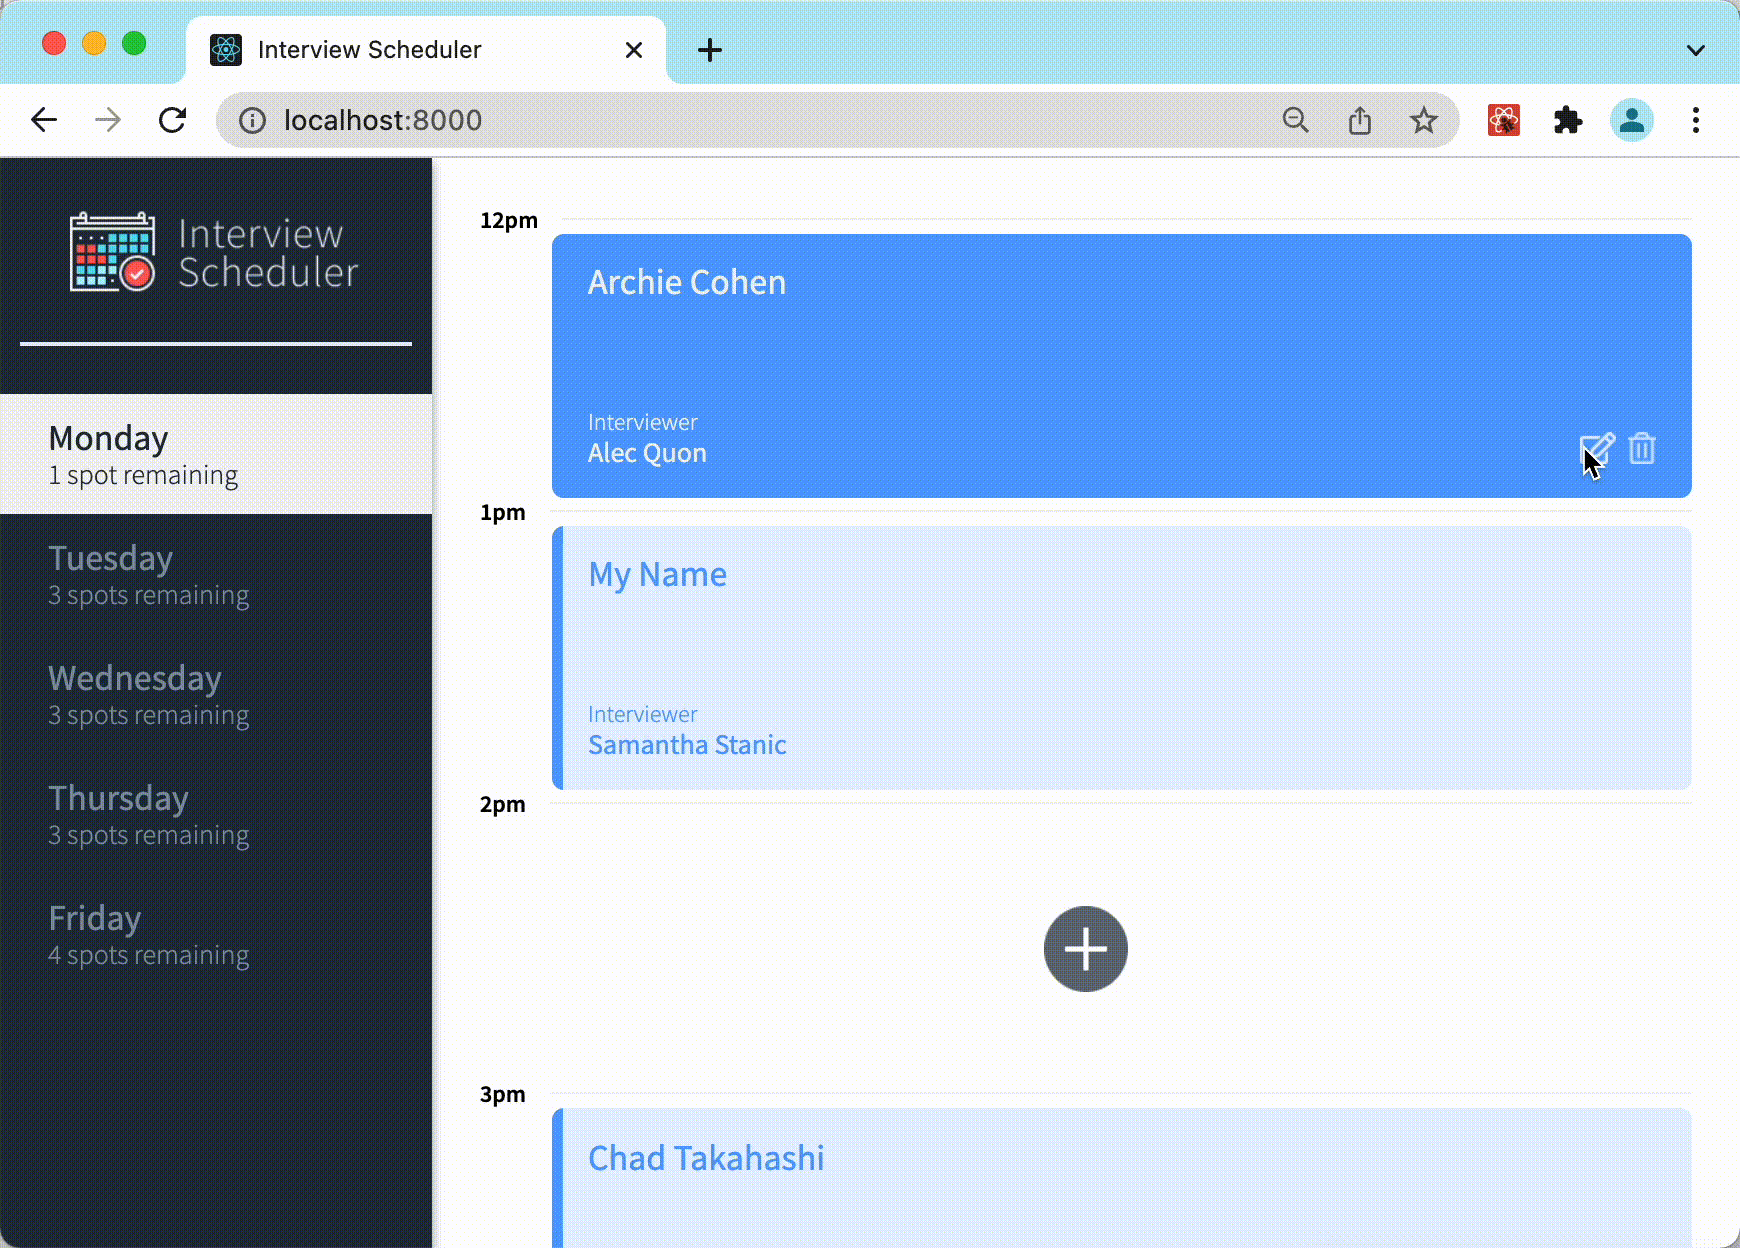 Interview Scheduler
localhost:8000
Interview
Scheduler
Monday
1 spot remaining
Tuesday
3 spots remaining
Wednesday
3 spots remaining
Thursday
3 spots remaining
Friday
4 spots remaining
12pm
Archie Cohen
Interviewer
Alec Quon
1pm
My Name
Interviewer
Samantha Stanic
2pm
3pm
Chad Takahashi